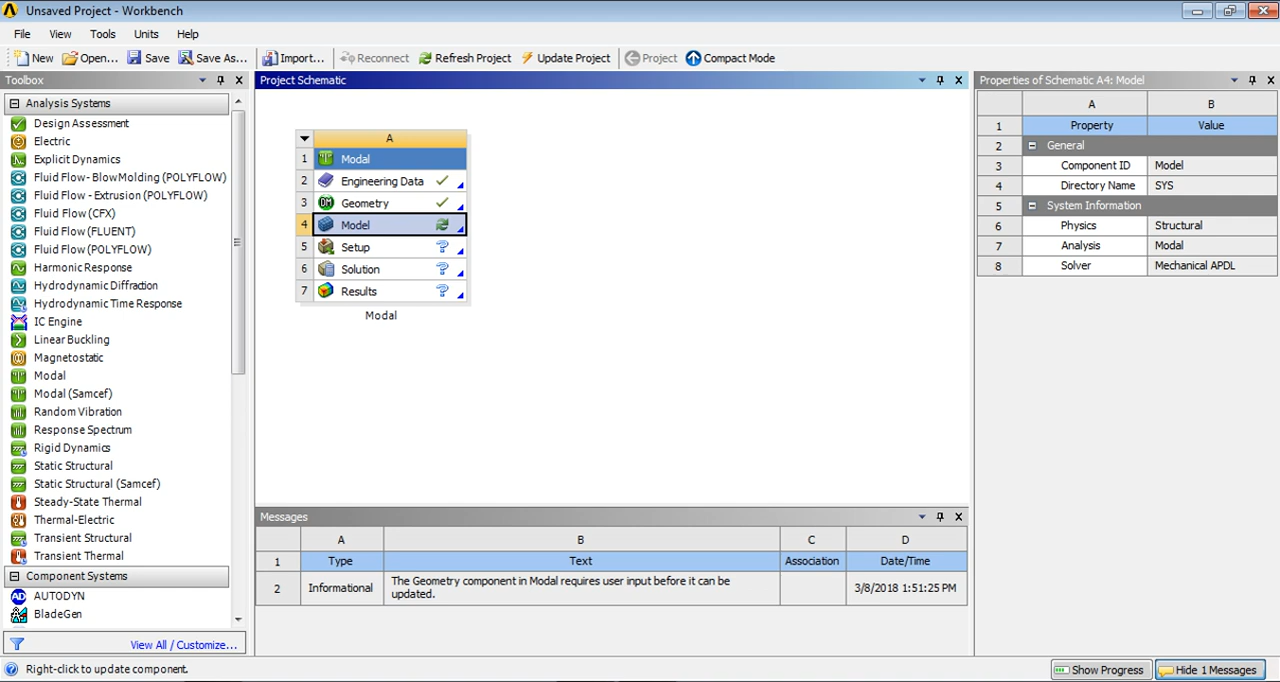 Unsaved Project - Workbench
File View Tools Units Help
New Open... Save Save As... Import... Reconnect Refresh Project Update Project Project Compact Mode
Toolbox
Analysis Systems
Design Assessment
Electric
Explicit Dynamics
Fluid Flow- BlowMolding (POLYFLOW)
Fluid Flow - Extrusion (POLYFLOW)
Fluid Flow (CFX)
Fluid Flow (FLUENT)
Fluid Flow (POLYFLOW)
Harmonic Response
Hydrodynamic Diffraction
Hydrodynamic Time Response
IC Engine
Linear Buckling
Magnetostatic
Modal
Modal (Samcef)
Random Vibration
Response Spectrum
Rigid Dynamics
Static Structural
Static Structural (Samcef)
Steady-State Thermal
Thermal-Electric
Transient Structural
Transient Thermal
Component Systems
AUTODYN
BladeGen
View All / Customize...
Project Schematic
A
1 Modal
2 Engineering Data
3 Geometry
4 Model
5 Setup ?
6 Solution ?
7 Results ?
Modal
Messages
A B C D
1 Type Text Association Date/Time
2 Informational The Geometry component in Modal requires user input before it can be
updated. 3/8/2018 1:51:25 PM
Properties of Schematic A4: Model
A B
1 Property Value
2 General
3 Component ID Model
4 Directory Name SYS
5 System Information
6 Physics Structural
7 Analysis Modal
8 Solver Mechanical APDL
Right-click to update component.
Show Progress Hide 1 Messages